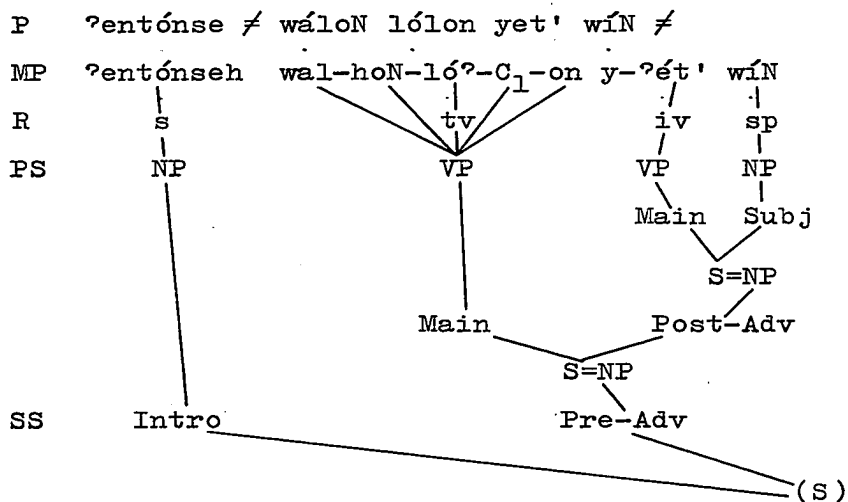 P ʔentónse ≠ wáloN lólon yet' wíN ≠
MP ʔentónseh wal-hoN-lóʔ-C₁-on y-ʔét' wíN
R s tv iv sp
PS NP VP VP NP
Main Subj
S=NP
Main Post-Adv
S=NP
SS Intro Pre-Adv
(S)